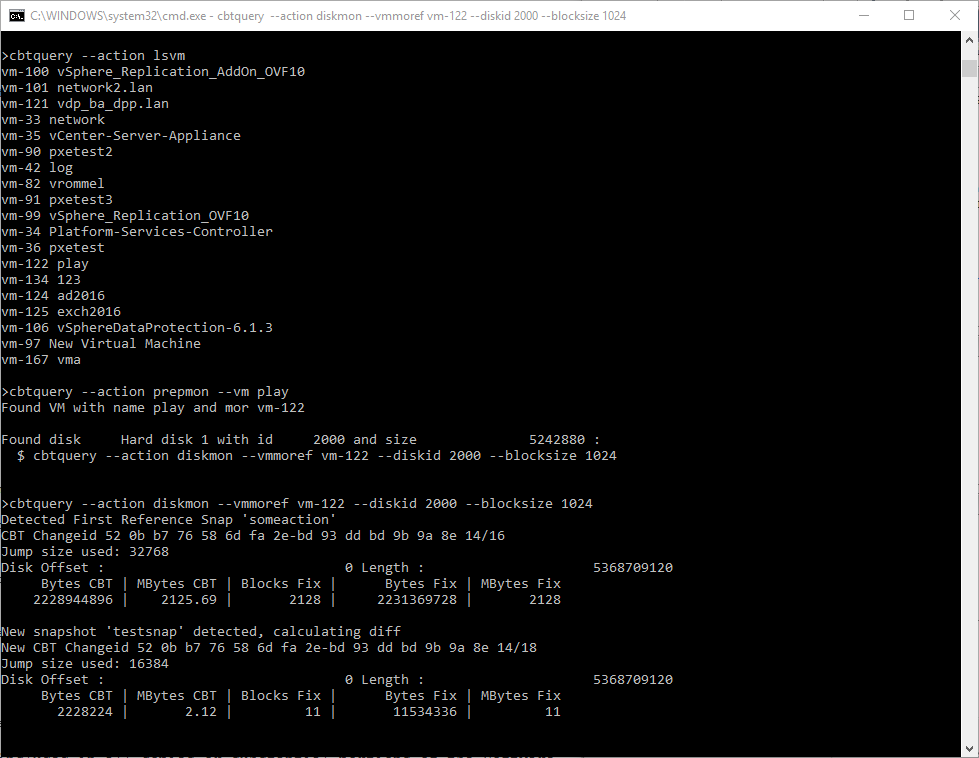 C:\WINDOWS\system32\cmd.exe - cbtquery --action diskmon --vmmoref vm-122 --diskid 2000 --blocksize 1024
>cbtquery --action lsvm
vm-100 vSphere_Replication_AddOn_OVF10
vm-101 network2.lan
vm-121 vdp_ba_dpp.lan
vm-33 network
vm-35 vCenter-Server-Appliance
vm-90 pxetest2
vm-42 log
vm-82 vrommel
vm-91 pxetest3
vm-99 vSphere_Replication_OVF10
vm-34 Platform-Services-Controller
vm-36 pxetest
vm-122 play
vm-134 123
vm-124 ad2016
vm-125 exch2016
vm-106 vSphereDataProtection-6.1.3
vm-97 New Virtual Machine
vm-167 vma
>cbtquery --action prepmon --vm play
Found VM with name play and mor vm-122
Found disk     Hard disk 1 with id     2000 and size              5242880 :
  $ cbtquery --action diskmon --vmmoref vm-122 --diskid 2000 --blocksize 1024
>cbtquery --action diskmon --vmmoref vm-122 --diskid 2000 --blocksize 1024
Detected First Reference Snap 'someaction'
CBT Changeid 52 0b b7 76 58 6d fa 2e-bd 93 dd bd 9b 9a 8e 14/16
Jump size used: 32768
Disk Offset :                              0 Length :                     5368709120
     Bytes CBT | MBytes CBT | Blocks Fix |      Bytes Fix | MBytes Fix
    2228944896 |    2125.69 |       2128 |     2231369728 |       2128
New snapshot 'testsnap' detected, calculating diff
New CBT Changeid 52 0b b7 76 58 6d fa 2e-bd 93 dd bd 9b 9a 8e 14/18
Jump size used: 16384
Disk Offset :                              0 Length :                     5368709120
     Bytes CBT | MBytes CBT | Blocks Fix |      Bytes Fix | MBytes Fix
       2228224 |       2.12 |         11 |       11534336 |         11